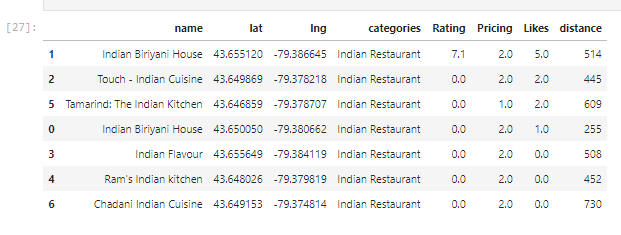 [27]:
name lat lng categories Rating Pricing Likes distance
1 Indian Biriyani House 43.655120 -79.386645 Indian Restaurant 7.1 2.0 5.0 514
2 Touch - Indian Cuisine 43.649869 -79.378218 Indian Restaurant 0.0 2.0 2.0 445
5 Tamarind: The Indian Kitchen 43.646859 -79.378707 Indian Restaurant 0.0 1.0 2.0 609
0 Indian Biriyani House 43.650050 -79.380662 Indian Restaurant 0.0 2.0 1.0 255
3 Indian Flavour 43.655649 -79.384119 Indian Restaurant 0.0 2.0 0.0 508
4 Ram's Indian kitchen 43.648026 -79.379819 Indian Restaurant 0.0 2.0 0.0 452
6 Chadani Indian Cuisine 43.649153 -79.374814 Indian Restaurant 0.0 2.0 0.0 730